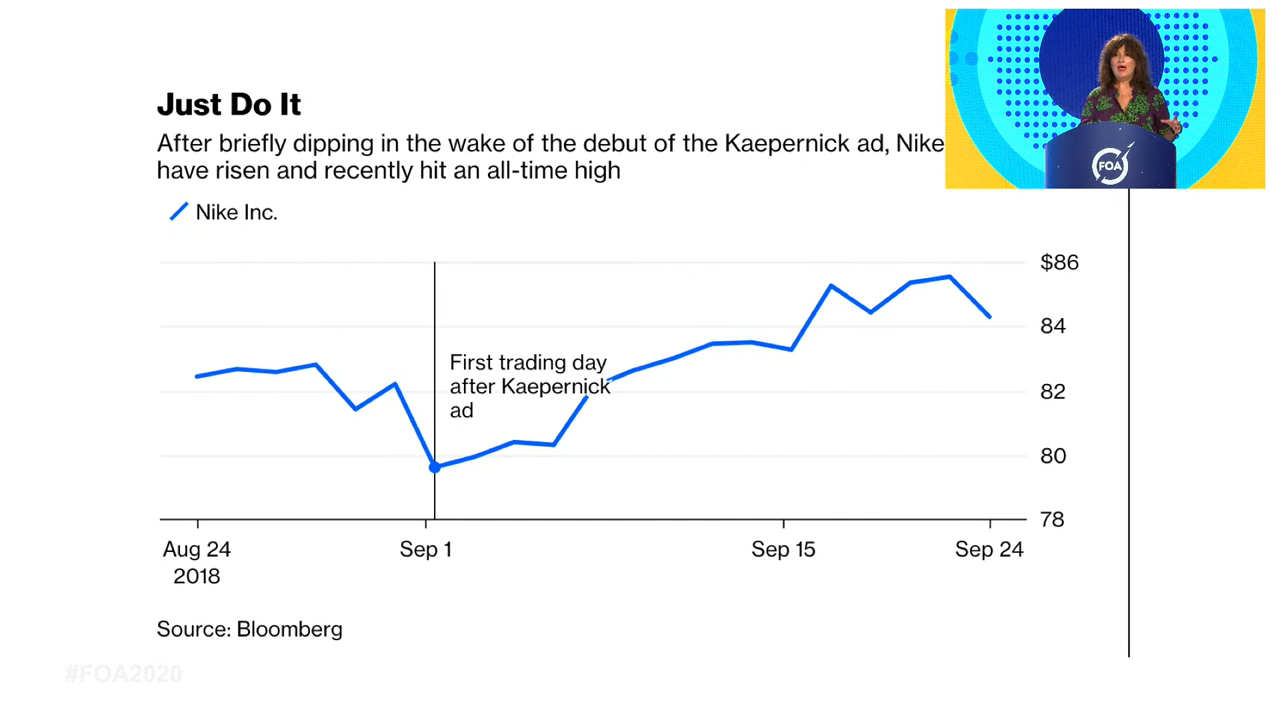 Just Do It
After briefly dipping in the wake of the debut of the Kaepernick ad, Nike
have risen and recently hit an all-time high
Nike Inc.
FOA
$86
84
82
80
78
First trading day
after Kaepernick
ad
Aug 24
2018
Sep 1
Sep 15
Sep 24
Source: Bloomberg
#FOA2020